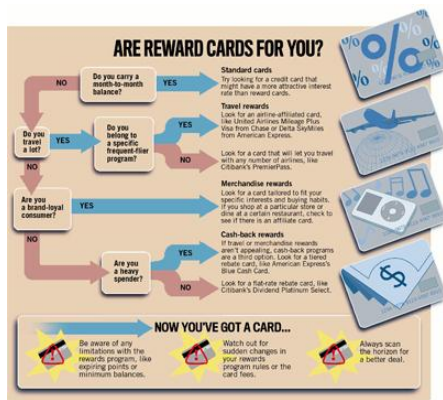 ARE REWARD CARDS FOR YOU?
Do you carry a
month-to-month
balance?
NO
YES
Standard cards
Try looking for a credit card that
might have a more attractive interest
rate than reward cards.
Do you
travel
a lot?
YES
Do you
belong to
a specific
frequent-flier
program?
YES
Travel rewards
Look for an airline-affiliated card,
like United Airlines Mileage Plus
Visa from Chase or Delta SkyMiles
from American Express.
NO
Look for a card that will let you travel
with any number of airlines, like
Citibank's PremierPass.
NO
Are you
a brand-loyal
consumer?
YES
Merchandise rewards
Look for a card tailored to fit your
specific interests and buying habits.
If you shop at a particular store or
dine at a certain restaurant, check to
see if there is an affiliate card.
NO
Are you
a heavy
spender?
YES
Cash-back rewards
If travel or merchandise rewards
aren't appealing, cash-back programs
are a third option. Look for a tiered
rebate card, like American Express's
Blue Cash Card.
NO
Look for a flat-rate rebate card, like
Citibank's Dividend Platinum Select.
% % % %
$
NOW YOU'VE GOT A CARD...
Be aware of any
limitations with the
rewards program, like
expiring points or
minimum balances.
Watch out for
sudden changes in
your rewards
program rules or the
card fees.
Always scan
the horizon for
a better deal.